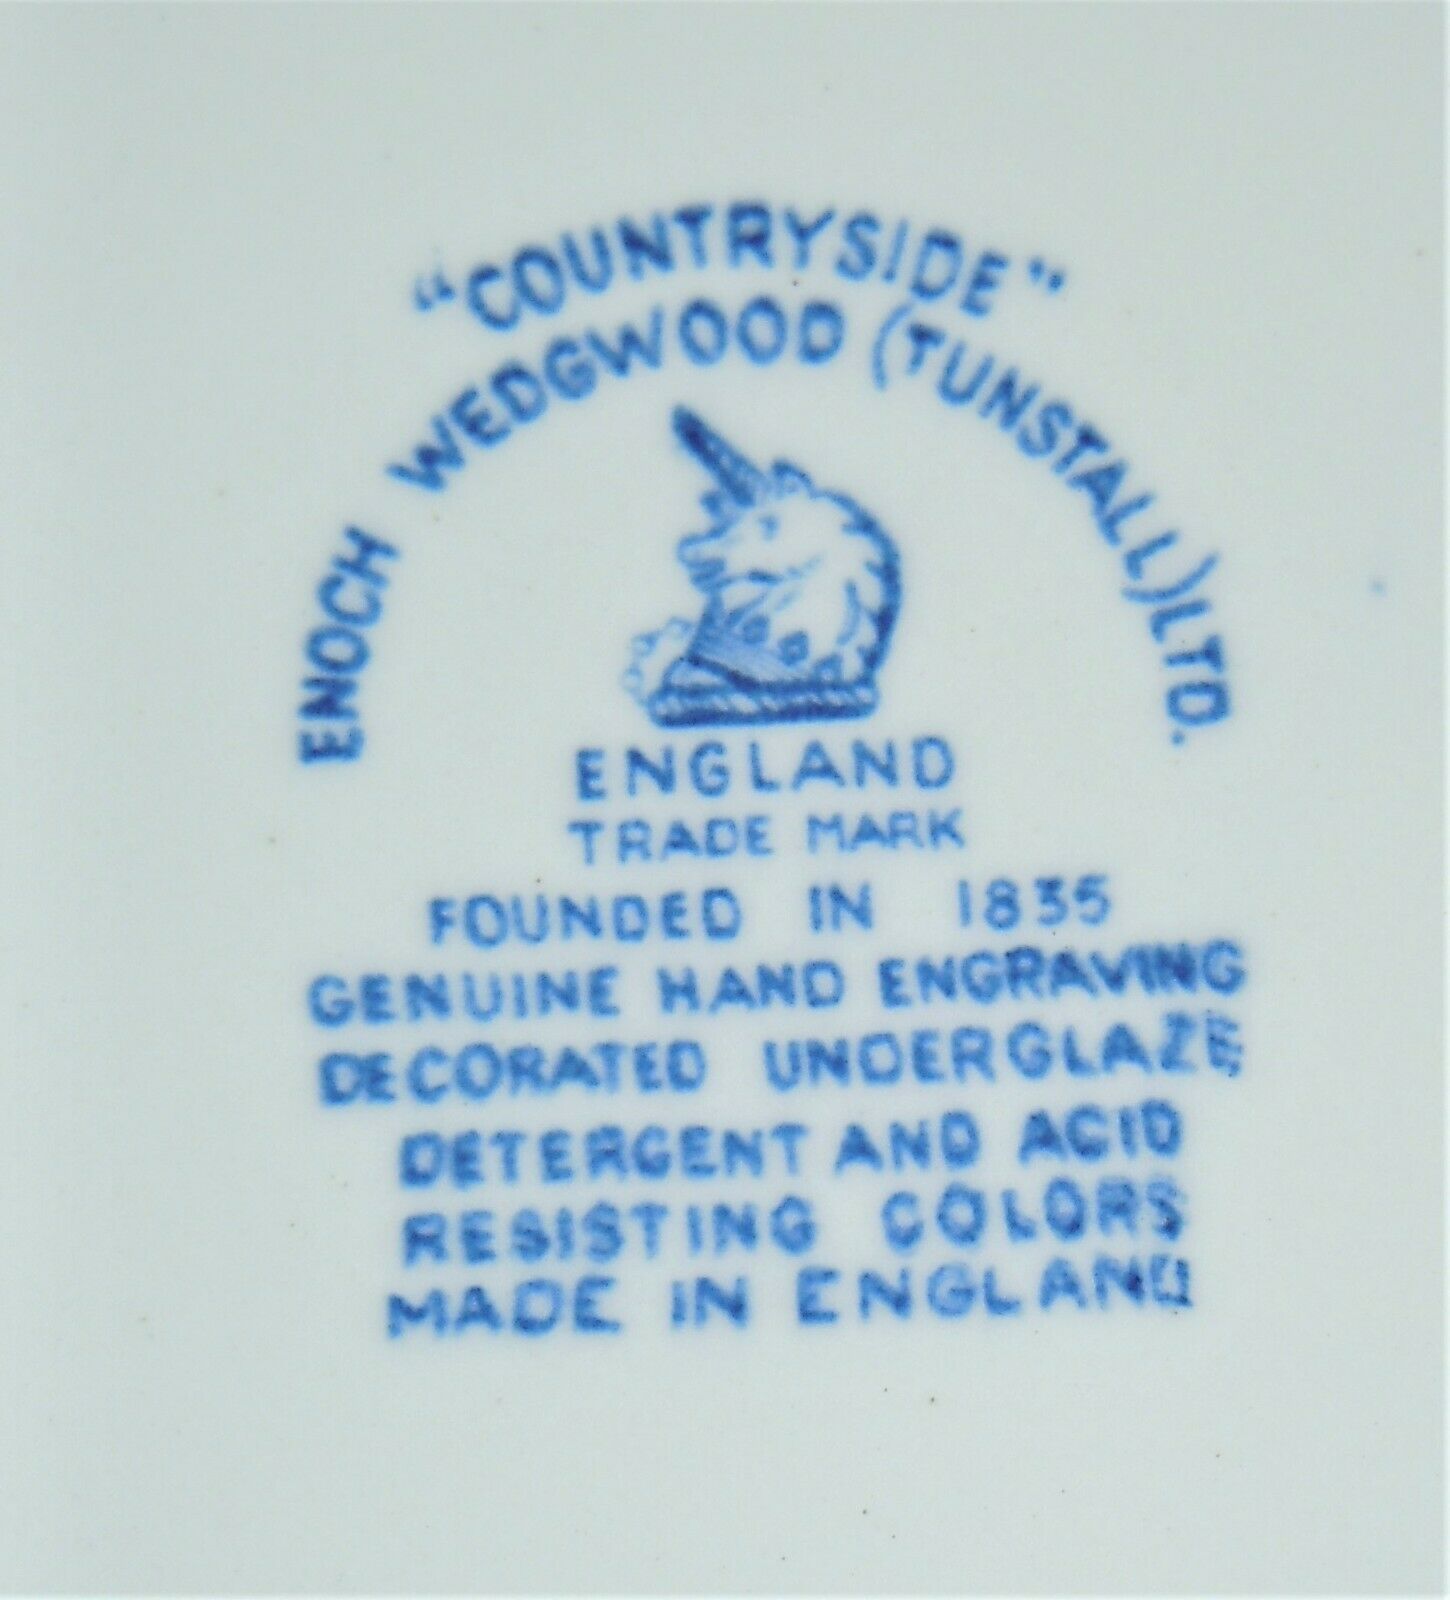 "COUNTRYSIDE"
ENOCH WEDGWOOD (TUNSTALL) LTD.
ENGLAND
TRADE MARK
FOUNDED IN 1835
GENUINE HAND ENGRAVING
DECORATED UNDERGLAZE
DETERGENT AND ACID
RESISTING COLORS
MADE IN ENGLAND